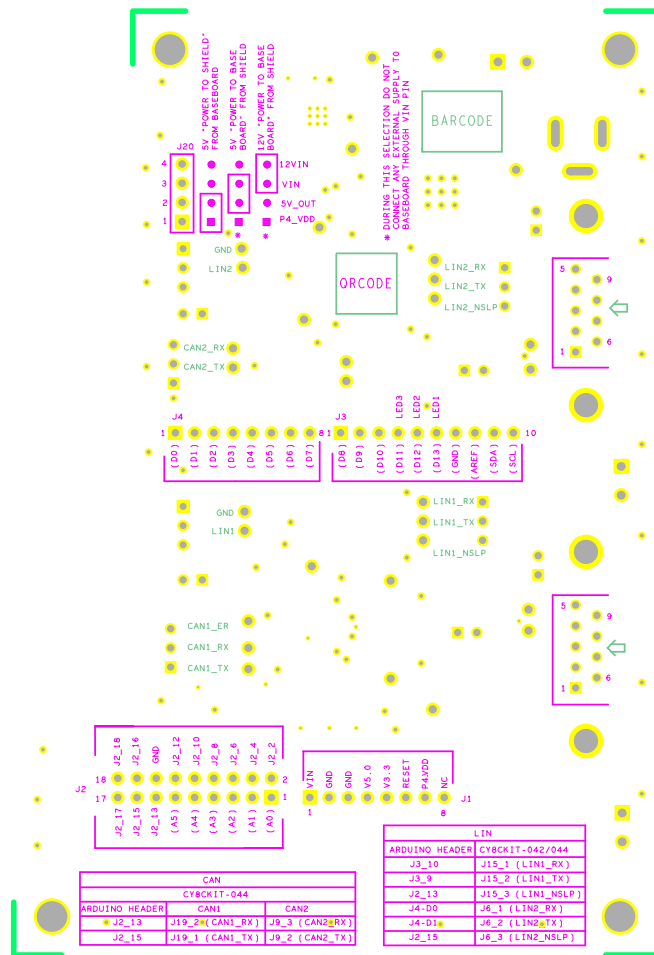 5V "POWER TO SHIELD"
FROM BASEBOARD
5V "POWER TO BASE
BOARD" FROM SHIELD
12V "POWER TO BASE
BOARD" FROM SHIELD
* DURING THIS SELECTION DO NOT
CONNECT ANY EXTERNAL SUPPLY TO
BASEBOARD THROUGH VIN PIN
BARCODE
J20
4
3
2
1
12VIN
VIN
5V_OUT
P4_VDD
* *
GND
LIN2
QRCODE
LIN2_RX
LIN2_TX
LIN2_NSLP
5
9
6
1
CAN2_RX
CAN2_TX
LED3
LED2
LED1
J4
J3
1
8
1
10
(D0)
(D1)
(D2)
(D3)
(D4)
(D5)
(D6)
(D7)
(D8)
(D9)
(D10)
(D11)
(D12)
(D13)
(GND)
(AREF)
(SDA)
(SCL)
GND
LIN1
LIN1_RX
LIN1_TX
LIN1_NSLP
CAN1_ER
CAN1_RX
CAN1_TX
5
9
6
1
J2_18
J2_16
GND
J2_12
J2_10
J2_8
J2_6
J2_4
J2_2
18
2
J2
17
1
J2_17
J2_15
J2_13
(A5)
(A4)
(A3)
(A2)
(A1)
(A0)
VIN
GND
GND
V5.0
V3.3
RESET
P4.VDD
NC
J1
1
8
LIN
ARDUINO HEADER CY8CKIT-042/044
J3_10 J15_1 (LIN1_RX)
J3_9 J15_2 (LIN1_TX)
J2_13 J15_3 (LIN1_NSLP)
J4-D0 J6_1 (LIN2_RX)
J4-D1 J6_2 (LIN2_TX)
J2_15 J6_3 (LIN2_NSLP)
CAN
CY8CKIT-044
ARDUINO HEADER CAN1 CAN2
J2_13 J19_2 (CAN1_RX) J9_3 (CAN2_RX)
J2_15 J19_1 (CAN1_TX) J9_2 (CAN2_TX)